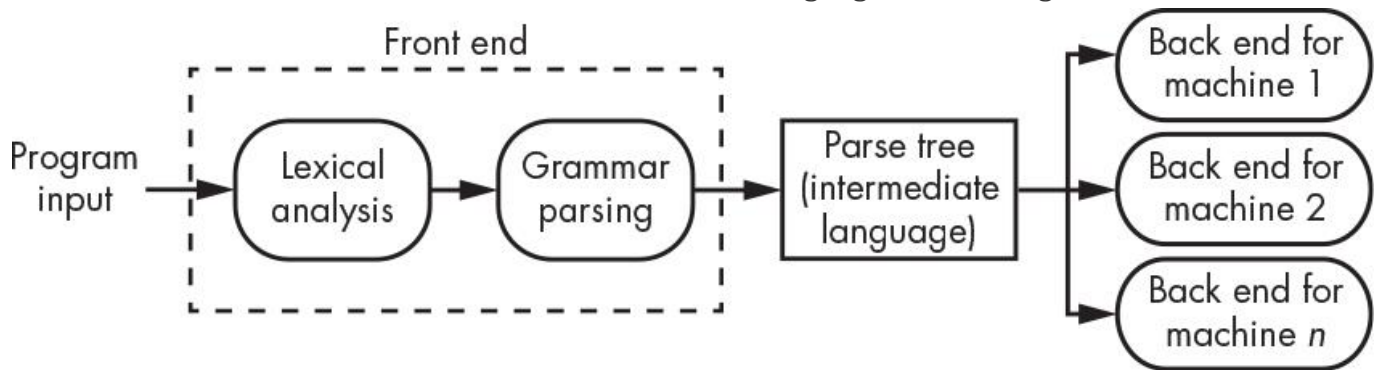 Front end
Program
input
Lexical
analysis
Grammar
parsing
Parse tree
(intermediate
language)
Back end for
machine 1
Back end for
machine 2
Back end for
machine n